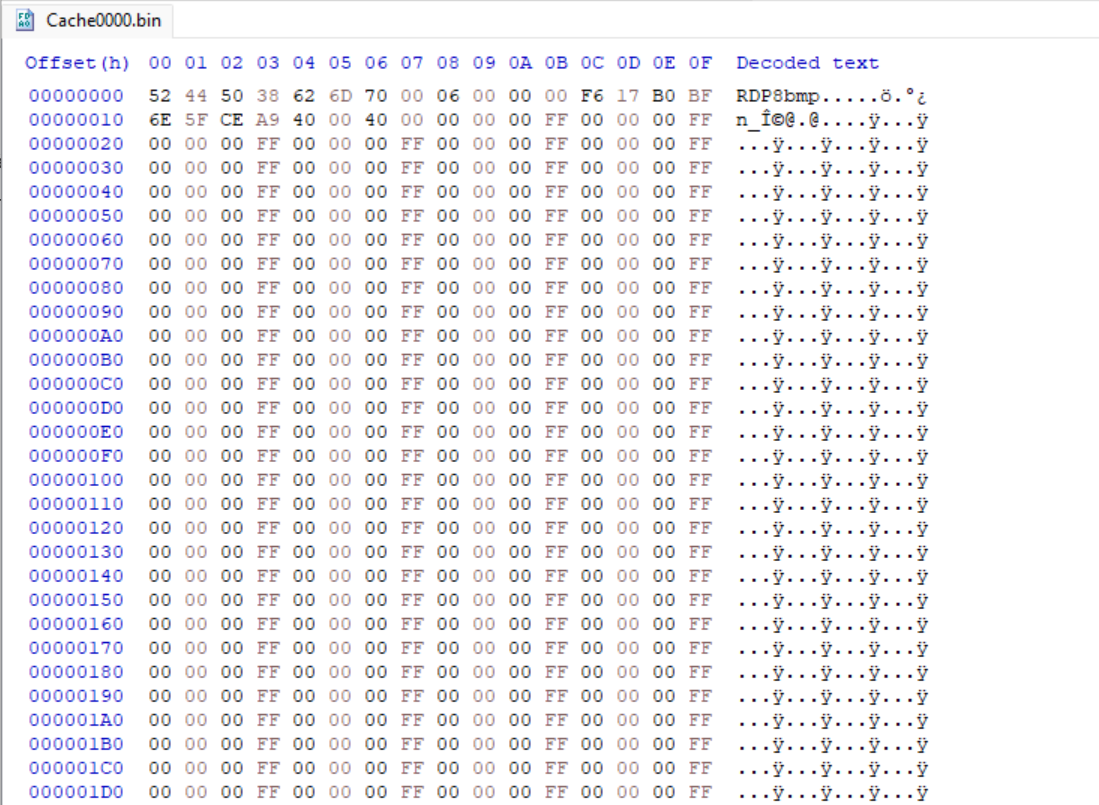 Cache0000.bin
Offset(h) 00 01 02 03 04 05 06 07 08 09 0A 0B 0C 0D 0E 0F Decoded text
00000000 52 44 50 38 62 6D 70 00 06 00 00 00 F6 17 B0 BF RDP8bmp.....ö.°¿
00000010 6E 5F CE A9 40 00 40 00 00 00 00 FF 00 00 00 FF n_Î©@.@....ÿ...ÿ
00000020 00 00 00 FF 00 00 00 FF 00 00 00 FF 00 00 00 FF ...ÿ...ÿ...ÿ...ÿ
00000030 00 00 00 FF 00 00 00 FF 00 00 00 FF 00 00 00 FF ...ÿ...ÿ...ÿ...ÿ
00000040 00 00 00 FF 00 00 00 FF 00 00 00 FF 00 00 00 FF ...ÿ...ÿ...ÿ...ÿ
00000050 00 00 00 FF 00 00 00 FF 00 00 00 FF 00 00 00 FF ...ÿ...ÿ...ÿ...ÿ
00000060 00 00 00 FF 00 00 00 FF 00 00 00 FF 00 00 00 FF ...ÿ...ÿ...ÿ...ÿ
00000070 00 00 00 FF 00 00 00 FF 00 00 00 FF 00 00 00 FF ...ÿ...ÿ...ÿ...ÿ
00000080 00 00 00 FF 00 00 00 FF 00 00 00 FF 00 00 00 FF ...ÿ...ÿ...ÿ...ÿ
00000090 00 00 00 FF 00 00 00 FF 00 00 00 FF 00 00 00 FF ...ÿ...ÿ...ÿ...ÿ
000000A0 00 00 00 FF 00 00 00 FF 00 00 00 FF 00 00 00 FF ...ÿ...ÿ...ÿ...ÿ
000000B0 00 00 00 FF 00 00 00 FF 00 00 00 FF 00 00 00 FF ...ÿ...ÿ...ÿ...ÿ
000000C0 00 00 00 FF 00 00 00 FF 00 00 00 FF 00 00 00 FF ...ÿ...ÿ...ÿ...ÿ
000000D0 00 00 00 FF 00 00 00 FF 00 00 00 FF 00 00 00 FF ...ÿ...ÿ...ÿ...ÿ
000000E0 00 00 00 FF 00 00 00 FF 00 00 00 FF 00 00 00 FF ...ÿ...ÿ...ÿ...ÿ
000000F0 00 00 00 FF 00 00 00 FF 00 00 00 FF 00 00 00 FF ...ÿ...ÿ...ÿ...ÿ
00000100 00 00 00 FF 00 00 00 FF 00 00 00 FF 00 00 00 FF ...ÿ...ÿ...ÿ...ÿ
00000110 00 00 00 FF 00 00 00 FF 00 00 00 FF 00 00 00 FF ...ÿ...ÿ...ÿ...ÿ
00000120 00 00 00 FF 00 00 00 FF 00 00 00 FF 00 00 00 FF ...ÿ...ÿ...ÿ...ÿ
00000130 00 00 00 FF 00 00 00 FF 00 00 00 FF 00 00 00 FF ...ÿ...ÿ...ÿ...ÿ
00000140 00 00 00 FF 00 00 00 FF 00 00 00 FF 00 00 00 FF ...ÿ...ÿ...ÿ...ÿ
00000150 00 00 00 FF 00 00 00 FF 00 00 00 FF 00 00 00 FF ...ÿ...ÿ...ÿ...ÿ
00000160 00 00 00 FF 00 00 00 FF 00 00 00 FF 00 00 00 FF ...ÿ...ÿ...ÿ...ÿ
00000170 00 00 00 FF 00 00 00 FF 00 00 00 FF 00 00 00 FF ...ÿ...ÿ...ÿ...ÿ
00000180 00 00 00 FF 00 00 00 FF 00 00 00 FF 00 00 00 FF ...ÿ...ÿ...ÿ...ÿ
00000190 00 00 00 FF 00 00 00 FF 00 00 00 FF 00 00 00 FF ...ÿ...ÿ...ÿ...ÿ
000001A0 00 00 00 FF 00 00 00 FF 00 00 00 FF 00 00 00 FF ...ÿ...ÿ...ÿ...ÿ
000001B0 00 00 00 FF 00 00 00 FF 00 00 00 FF 00 00 00 FF ...ÿ...ÿ...ÿ...ÿ
000001C0 00 00 00 FF 00 00 00 FF 00 00 00 FF 00 00 00 FF ...ÿ...ÿ...ÿ...ÿ
000001D0 00 00 00 FF 00 00 00 FF 00 00 00 FF 00 00 00 FF ...ÿ...ÿ...ÿ...ÿ